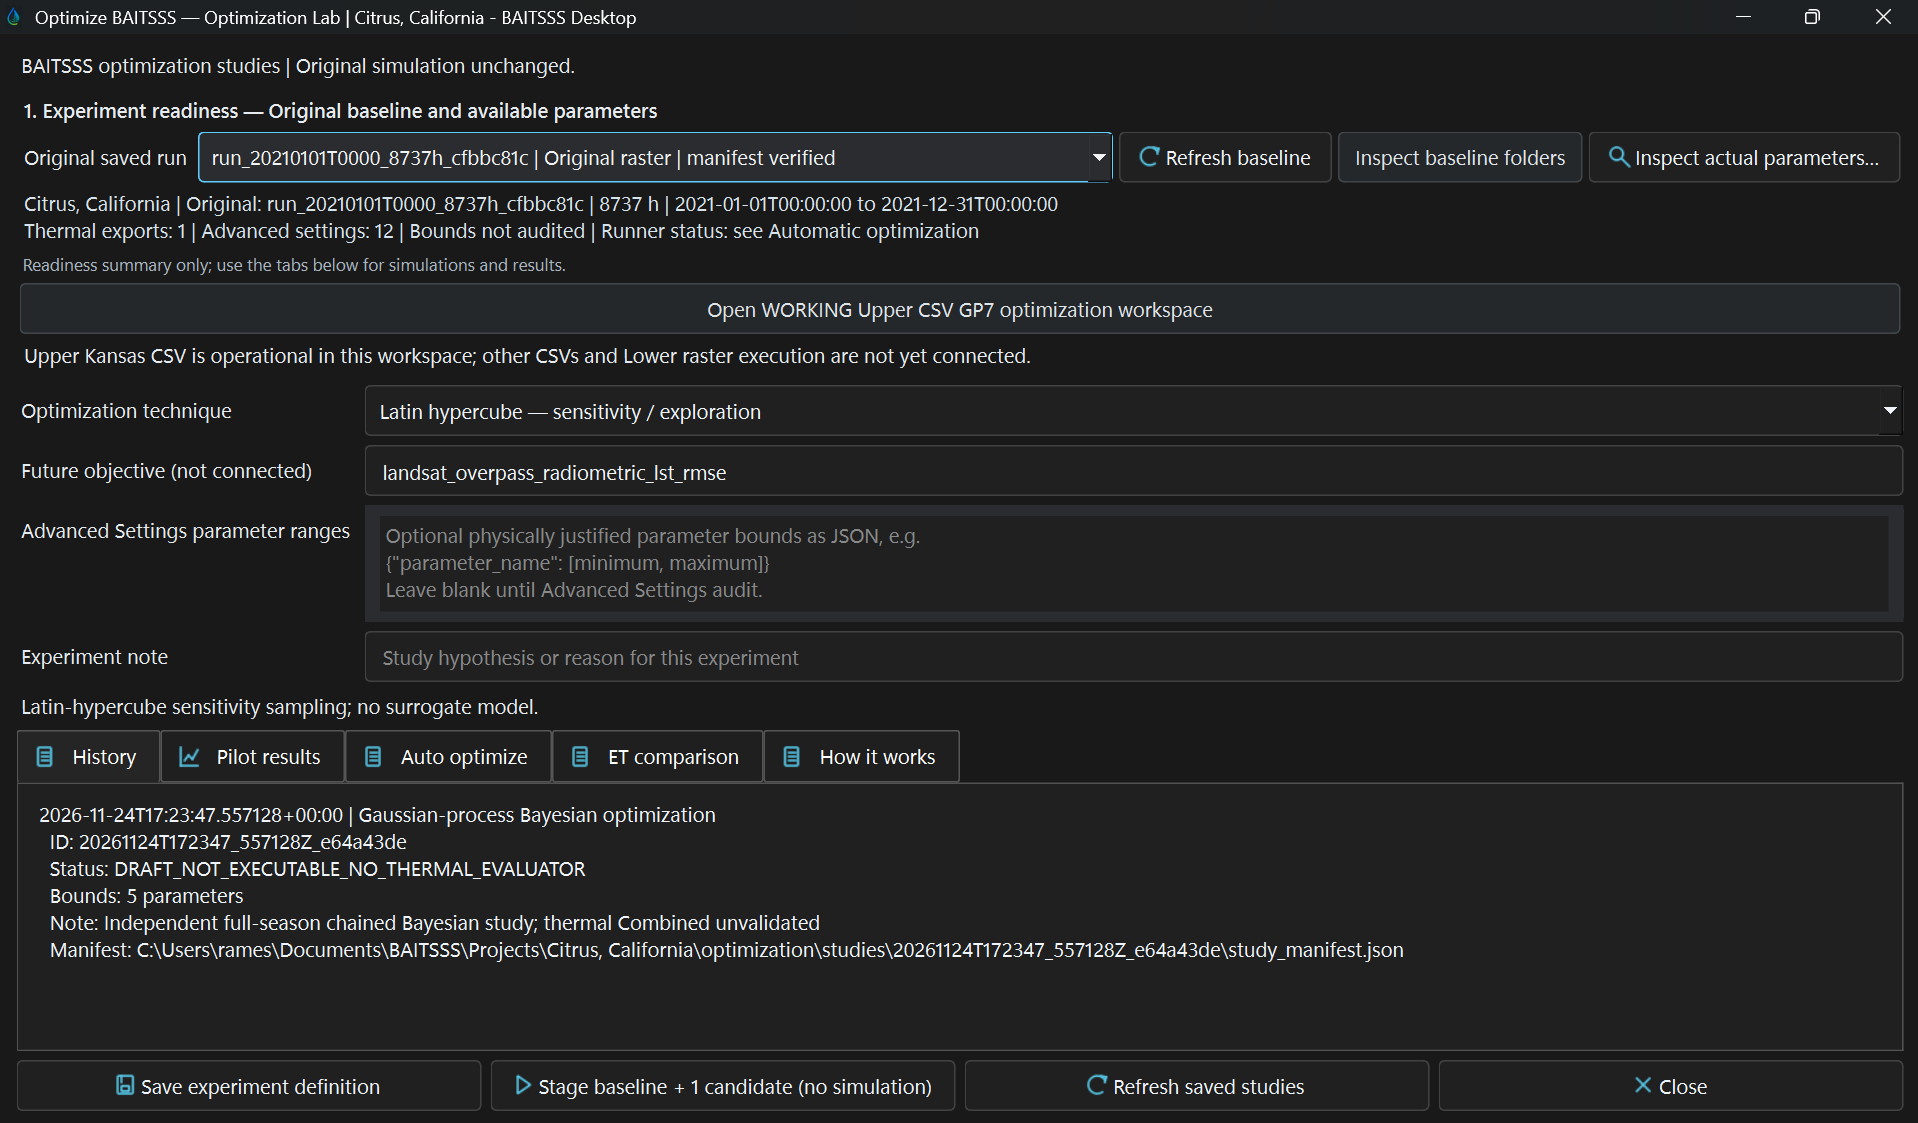 Optimize BAITSSS — Optimization Lab | Citrus, California - BAITSSS Desktop
BAITSSS optimization studies | Original simulation unchanged.
1. Experiment readiness — Original baseline and available parameters
Original saved run
run_20210101T0000_8737h_cfbbc81c | Original raster | manifest verified
Refresh baseline
Inspect baseline folders
Inspect actual parameters...
Citrus, California | Original: run_20210101T0000_8737h_cfbbc81c | 8737 h | 2021-01-01T00:00:00 to 2021-12-31T00:00:00
Thermal exports: 1 | Advanced settings: 12 | Bounds not audited | Runner status: see Automatic optimization
Readiness summary only; use the tabs below for simulations and results.
Open WORKING Upper CSV GP7 optimization workspace
Upper Kansas CSV is operational in this workspace; other CSVs and Lower raster execution are not yet connected.
Optimization technique
Latin hypercube — sensitivity / exploration
Future objective (not connected)
landsat_overpass_radiometric_lst_rmse
Advanced Settings parameter ranges
Optional physically justified parameter bounds as JSON, e.g.
{"parameter_name": [minimum, maximum]}
Leave blank until Advanced Settings audit.
Experiment note
Study hypothesis or reason for this experiment
Latin-hypercube sensitivity sampling; no surrogate model.
History
Pilot results
Auto optimize
ET comparison
How it works
2026-11-24T17:23:47.557128+00:00 | Gaussian-process Bayesian optimization
ID: 20261124T172347_557128Z_e64a43de
Status: DRAFT_NOT_EXECUTABLE_NO_THERMAL_EVALUATOR
Bounds: 5 parameters
Note: Independent full-season chained Bayesian study; thermal Combined unvalidated
Manifest: C:\Users\rames\Documents\BAITSSS\Projects\Citrus, California\optimization\studies\20261124T172347_557128Z_e64a43de\study_manifest.json
Save experiment definition
Stage baseline + 1 candidate (no simulation)
Refresh saved studies
Close